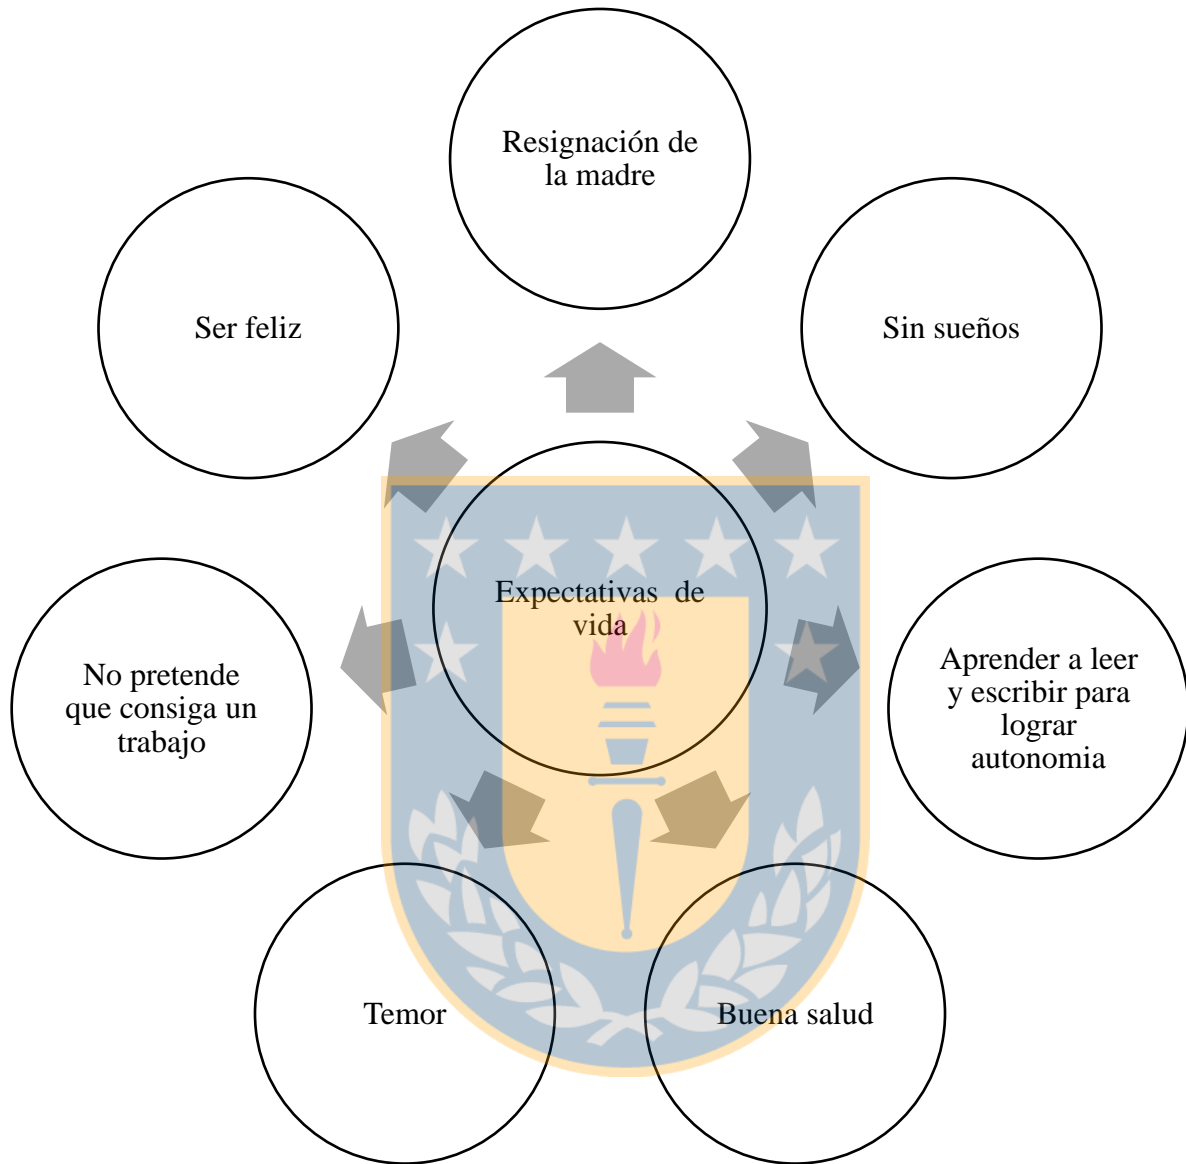 Resignación de
la madre
Ser feliz
Sin sueños
Expectativas de
vida
No pretende
que consiga un
trabajo
Aprender a leer
y escribir para
lograr
autonomia
Temor
Buena salud